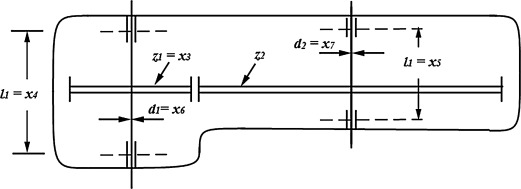 d₂ = x₇
z₁ = x₃
z₂
l₁ = x₅
l₁ = x₄
d₁= x₆